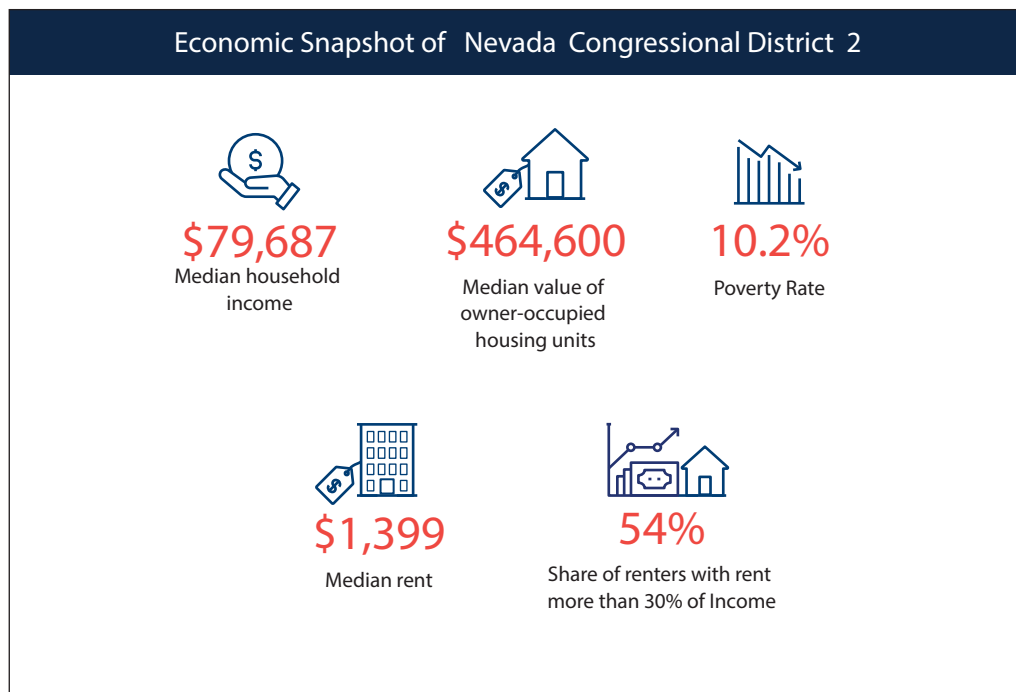 Economic Snapshot of Nevada Congressional District 2
$
$
$79,687
Median household
income
$464,600
Median value of
owner-occupied
housing units
10.2%
Poverty Rate
$
$1,399
Median rent
54%
Share of renters with rent
more than 30% of Income